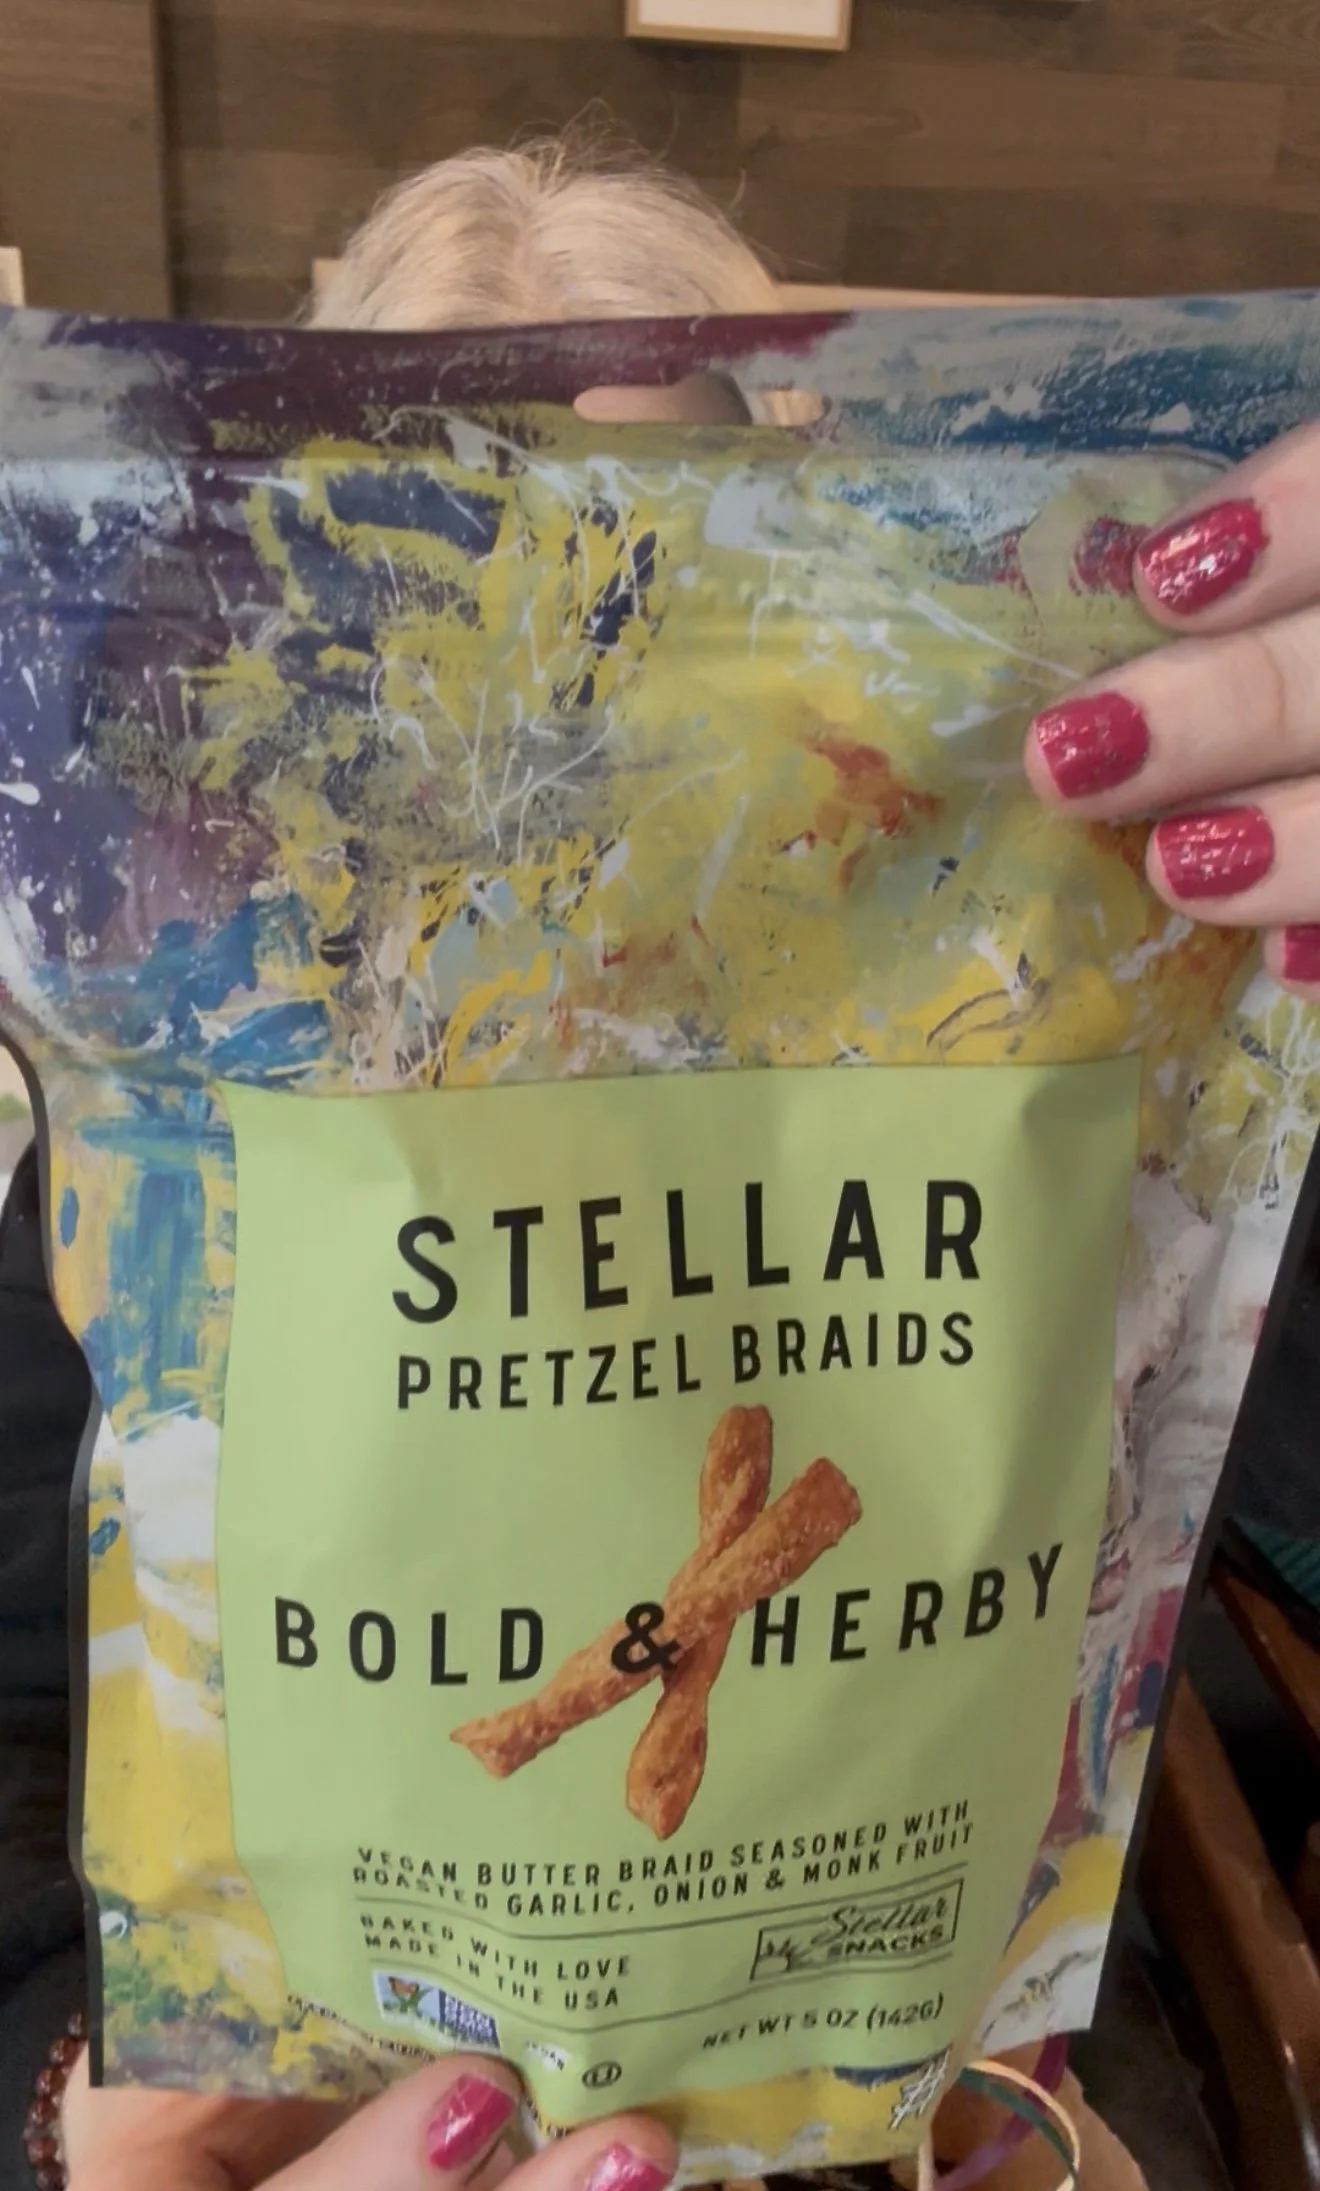 STELLAR
PRETZEL BRAIDS
BOLD & HERBY
VEGAN BUTTER BRAID SEASONED WITH
ROASTED GARLIC, ONION & MONK FRUIT
BAKED WITH LOVE
MADE IN THE USA
Stellar
SNACKS
NET WT 5 OZ (142G)